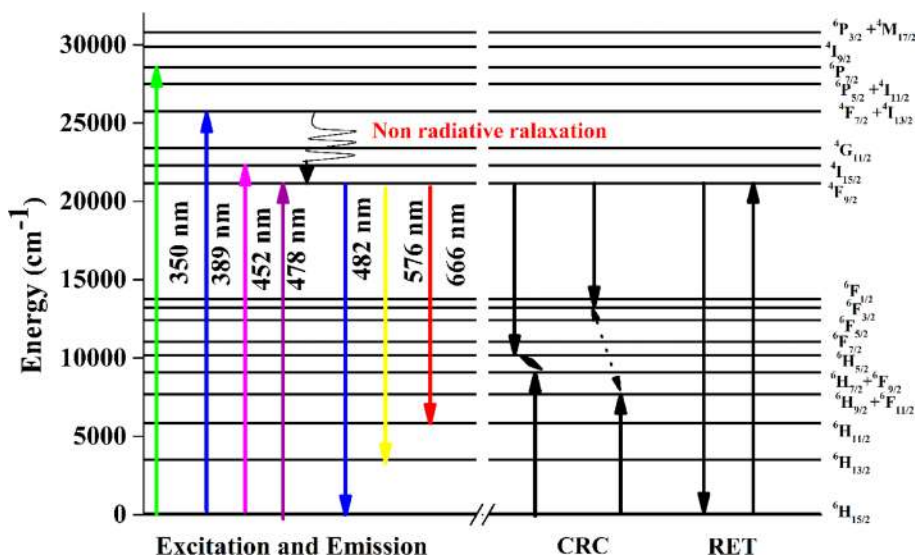 30000
25000
20000
15000
10000
5000
0
Energy (cm⁻¹)
Non radiative ralaxation
350 nm
389 nm
452 nm
478 nm
482 nm
576 nm
666 nm
⁶P₃/₂ +⁴M₁₇/₂
⁴I₉/₂
⁶P₇/₂
⁶P₅/₂ +⁴I₁₁/₂
⁴F₇/₂ +⁴I₁₃/₂
⁴G₁₁/₂
⁴I₁₅/₂
⁴F₉/₂
⁶F₁/₂
⁶F₃/₂
⁶F₅/₂
⁶F₇/₂
⁶H₅/₂
⁶H₇/₂+⁶F₉/₂
⁶H₉/₂ +⁶F₁₁/₂
⁶H₁₁/₂
⁶H₁₃/₂
⁶H₁₅/₂
Excitation and Emission CRC RET